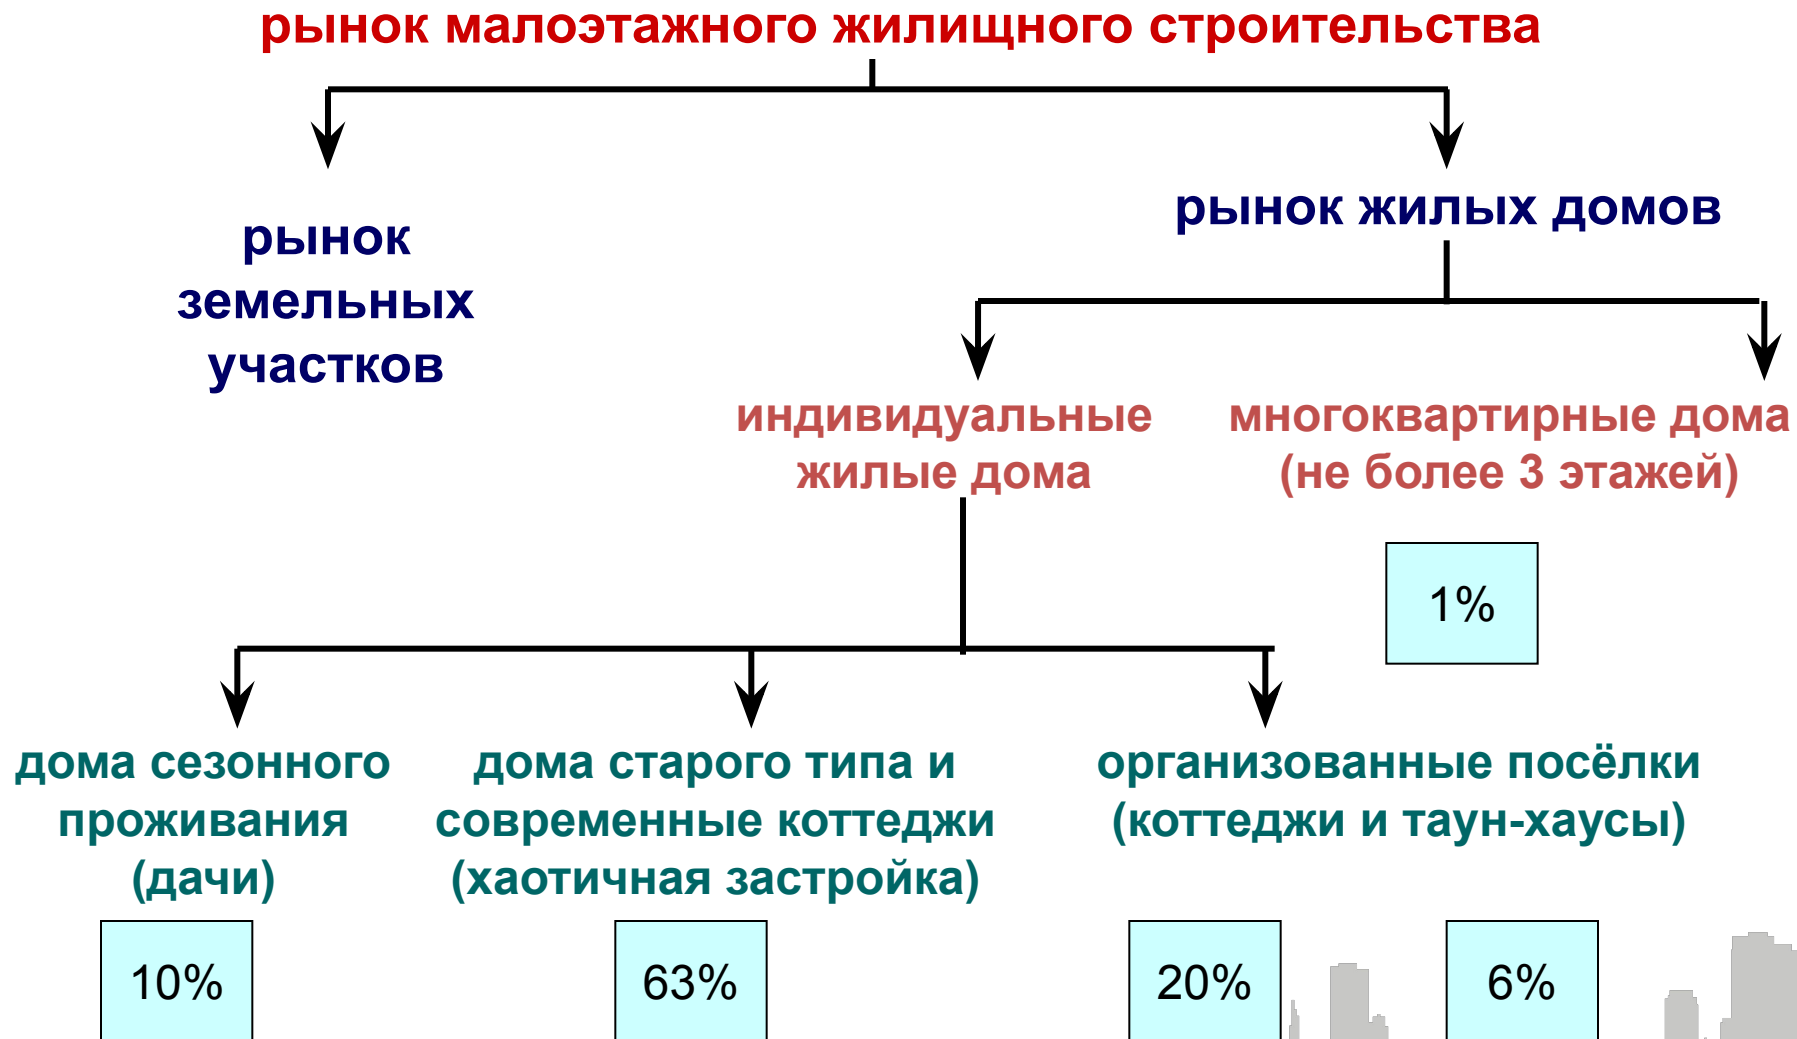 рынок малоэтажного жилищного строительства
рынок
земельных
участков
рынок жилых домов
индивидуальные
жилые дома
многоквартирные дома
(не более 3 этажей)
1%
дома сезонного
проживания
(дачи)
дома старого типа и
современные коттеджи
(хаотичная застройка)
организованные посёлки
(коттеджи и таун-хаусы)
10%
63%
20%
6%